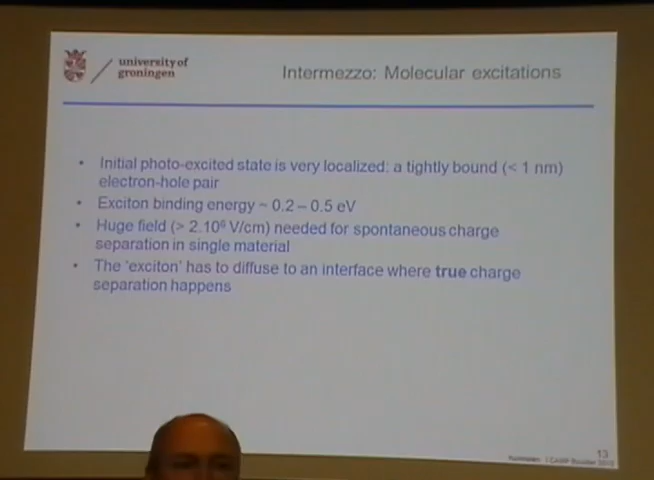 university of
groningen
Intermezzo: Molecular excitations
• Initial photo-excited state is very localized: a tightly bound (< 1 nm)
electron-hole pair
• Exciton binding energy ~ 0.2 – 0.5 eV
• Huge field (> 2.10⁶ V/cm) needed for spontaneous charge
separation in single material
• The 'exciton' has to diffuse to an interface where true charge
separation happens
13